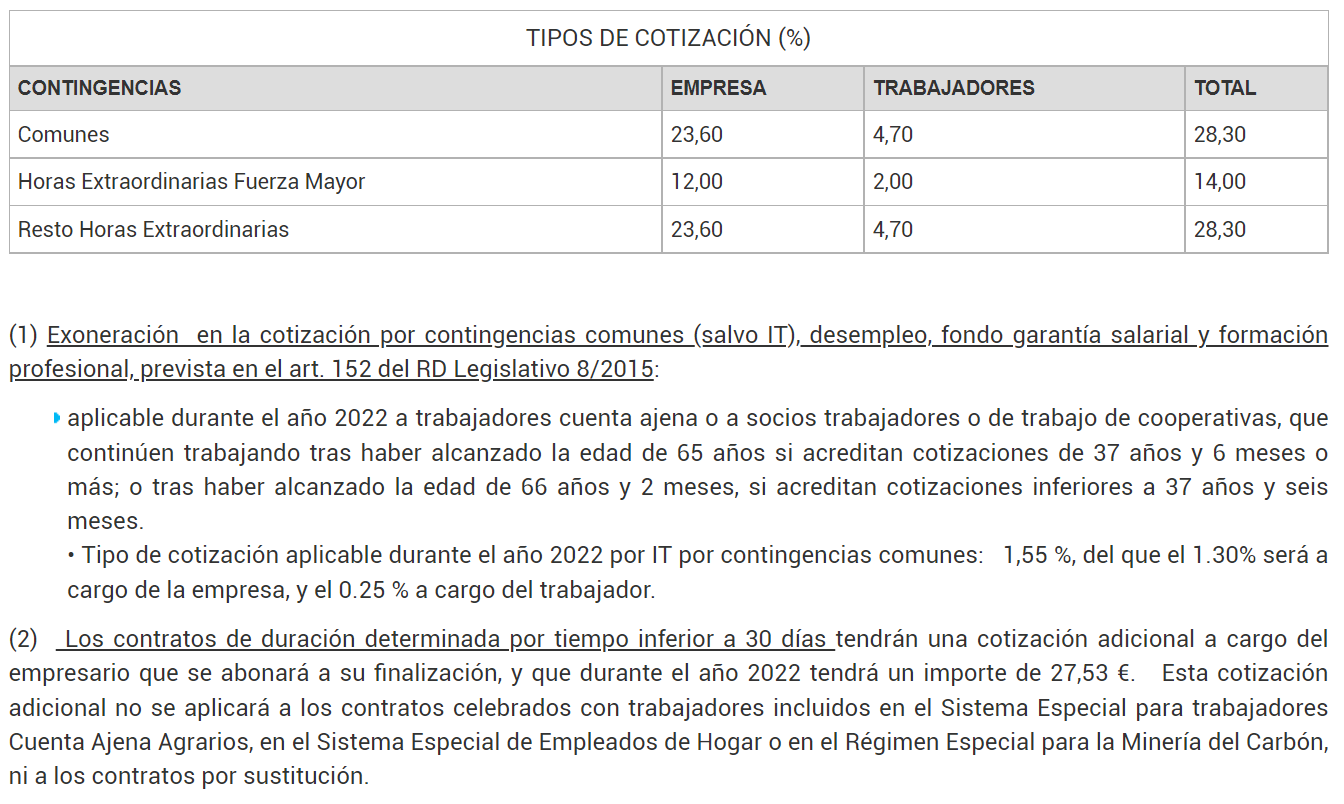 TIPOS DE COTIZACIÓN (%)
CONTINGENCIAS EMPRESA TRABAJADORES TOTAL
Comunes 23,60 4,70 28,30
Horas Extraordinarias Fuerza Mayor 12,00 2,00 14,00
Resto Horas Extraordinarias 23,60 4,70 28,30
(1) Exoneración en la cotización por contingencias comunes (salvo IT), desempleo, fondo garantía salarial y formación
profesional, prevista en el art. 152 del RD Legislativo 8/2015:
aplicable durante el año 2022 a trabajadores cuenta ajena o a socios trabajadores o de trabajo de cooperativas, que
continúen trabajando tras haber alcanzado la edad de 65 años si acreditan cotizaciones de 37 años y 6 meses o
más; o tras haber alcanzado la edad de 66 años y 2 meses, si acreditan cotizaciones inferiores a 37 años y seis
meses.
• Tipo de cotización aplicable durante el año 2022 por IT por contingencias comunes: 1,55 %, del que el 1.30% será a
cargo de la empresa, y el 0.25 % a cargo del trabajador.
(2) Los contratos de duración determinada por tiempo inferior a 30 días tendrán una cotización adicional a cargo del
empresario que se abonará a su finalización, y que durante el año 2022 tendrá un importe de 27,53 €. Esta cotización
adicional no se aplicará a los contratos celebrados con trabajadores incluidos en el Sistema Especial para trabajadores
Cuenta Ajena Agrarios, en el Sistema Especial de Empleados de Hogar o en el Régimen Especial para la Minería del Carbón,
ni a los contratos por sustitución.